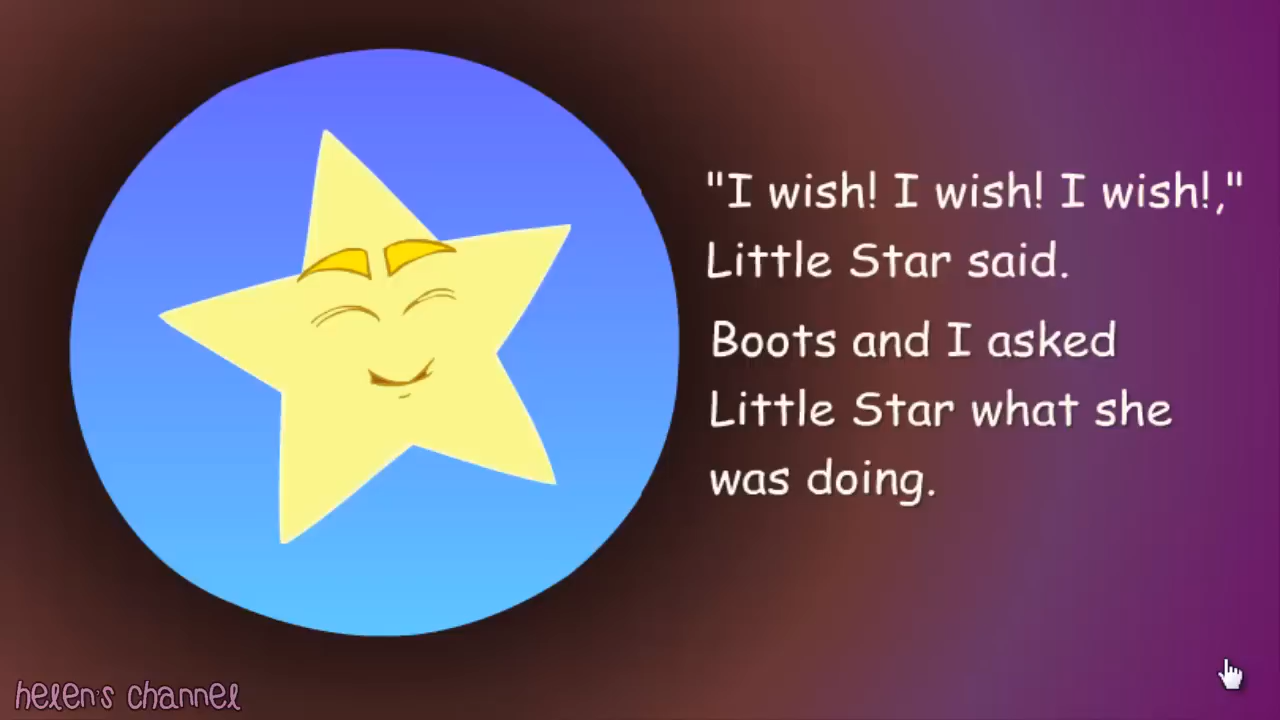 "I wish! I wish! I wish!,"
Little Star said.
Boots and I asked
Little Star what she
was doing.
helen's channel